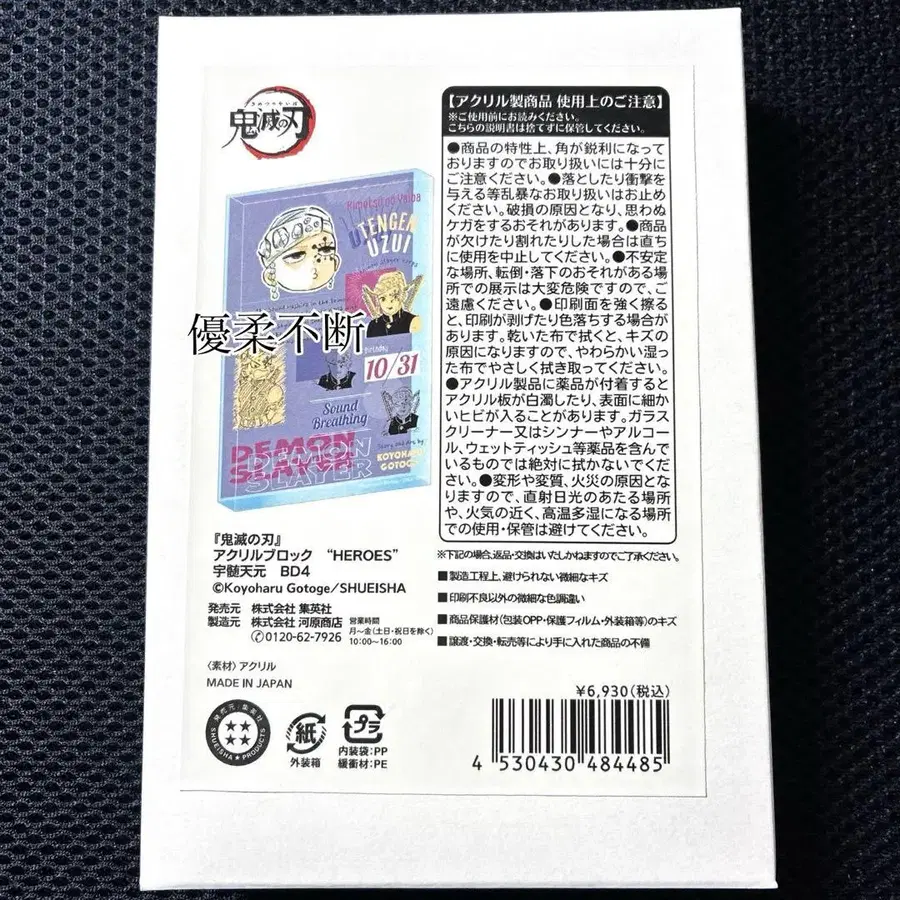 鬼滅の刃
TENGEN
UZUI
優柔不断
Birthday
10/31
Sound
Breathing
DEMON
SLAYER
Story and Art by
KOYOHARU
GOTOGE
『鬼滅の刃』
アクリルブロック “HEROES”
宇髄天元 BD4
©Koyoharu Gotoge/SHUEISHA
発売元 株式会社 集英社
製造元 株式会社 河原商店
0120-62-7926
営業時間
月～金(土日・祝日を除く)
10:00～16:00
〈素材〉アクリル
MADE IN JAPAN
発売元:集英社
SHUEISHA★PRODUCTS
紙
外装箱
プラ
内装袋:PP
緩衝材:PE
【アクリル製商品 使用上のご注意】
※ご使用前にお読みください。
こちらの説明書は捨てずに保管してください。
●商品の特性上、角が鋭利になって
おりますのでお取り扱いには十分に
ご注意ください。●落としたり衝撃を
与える等乱暴なお取り扱いはお止め
ください。破損の原因となり、思わぬ
ケガをするおそれがあります。●商品
が欠けたり割れたりした場合は直ち
に使用を中止してください。●不安定
な場所、転倒・落下のおそれがある場
所での展示は大変危険ですので、ご
遠慮ください。●印刷面を強く擦る
と、印刷が剥げたり色落ちする場合が
あります。乾いた布で拭くと、キズの
原因になりますので、やわらかい湿っ
た布でやさしく拭き取ってください。
●アクリル製品に薬品が付着すると
アクリル板が白濁したり、表面に細か
いヒビが入ることがあります。ガラス
クリーナー又はシンナーやアルコー
ル、ウェットティッシュ等薬品を含んで
いるものでは絶対に拭かないでくだ
さい。●変形や変質、火災の原因とな
りますので、直射日光のあたる場所
や、火気の近く、高温多湿になる場所
での使用・保管は避けてください。
※下記の場合、返品・交換はいたしかねますのでご了承ください。
■製造工程上、避けられない微細なキズ
■印刷不良以外の微細な色調違い
■商品保護材(包装OPP・保護フィルム・外装箱等)のキズ
■譲渡・交換・転売等により手に入れた商品の不備
¥6,930(税込)
4 530430 484485